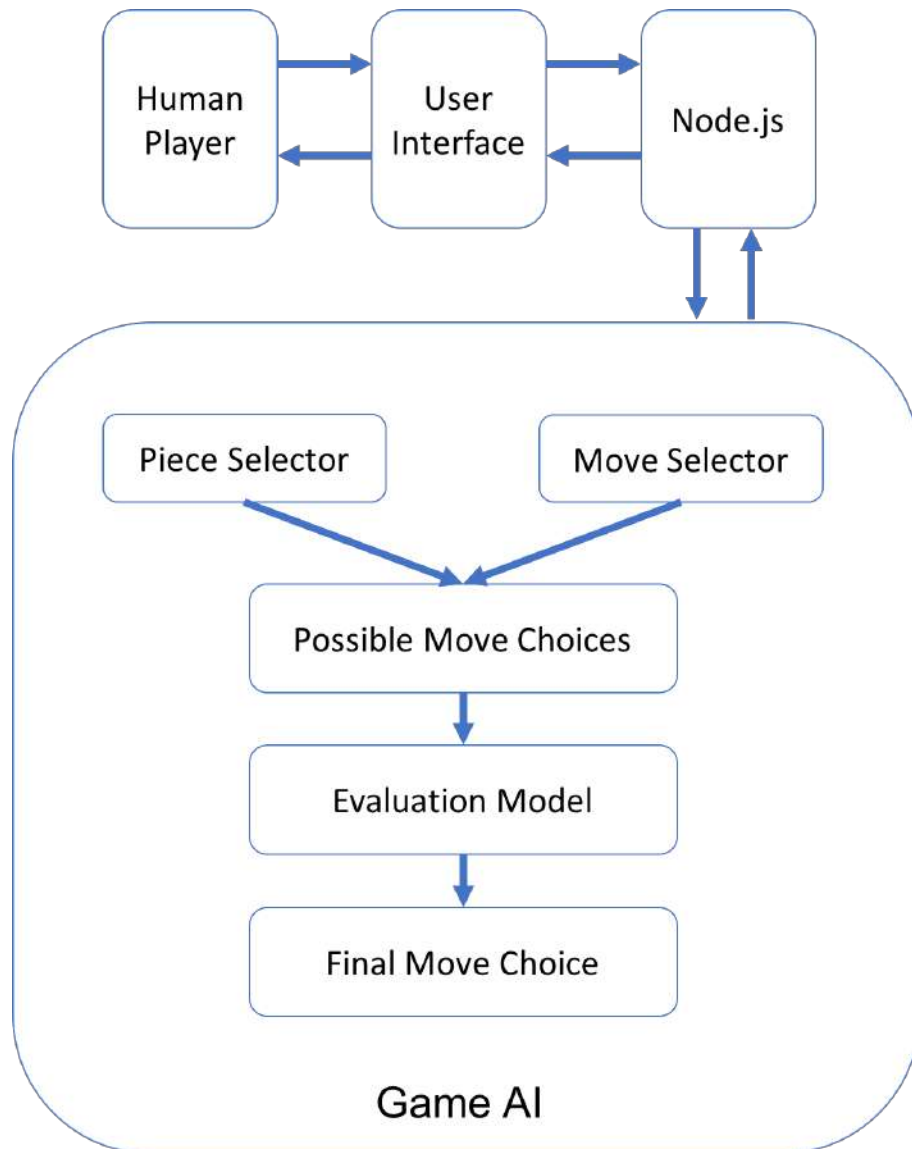 Human
Player
User
Interface
Node.js
Piece Selector
Move Selector
Possible Move Choices
Evaluation Model
Final Move Choice
Game AI